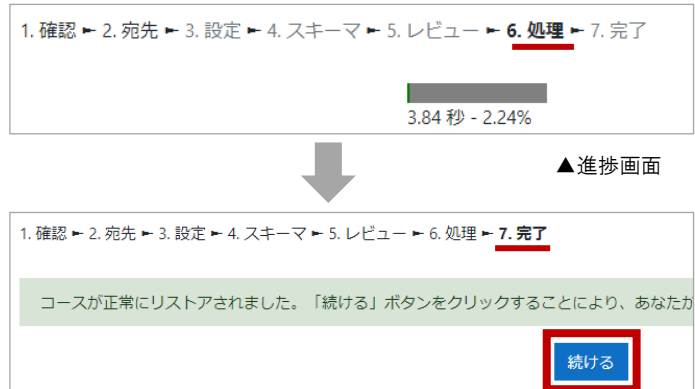 1. 確認 ► 2. 宛先 ► 3. 設定 ► 4. スキーマ ► 5. レビュー ► 6. 処理 ► 7. 完了
3.84 秒 - 2.24%
▲進捗画面
1. 確認 ► 2. 宛先 ► 3. 設定 ► 4. スキーマ ► 5. レビュー ► 6. 処理 ► 7. 完了
コースが正常にリストアされました。「続ける」ボタンをクリックすることにより、あなたが
続ける